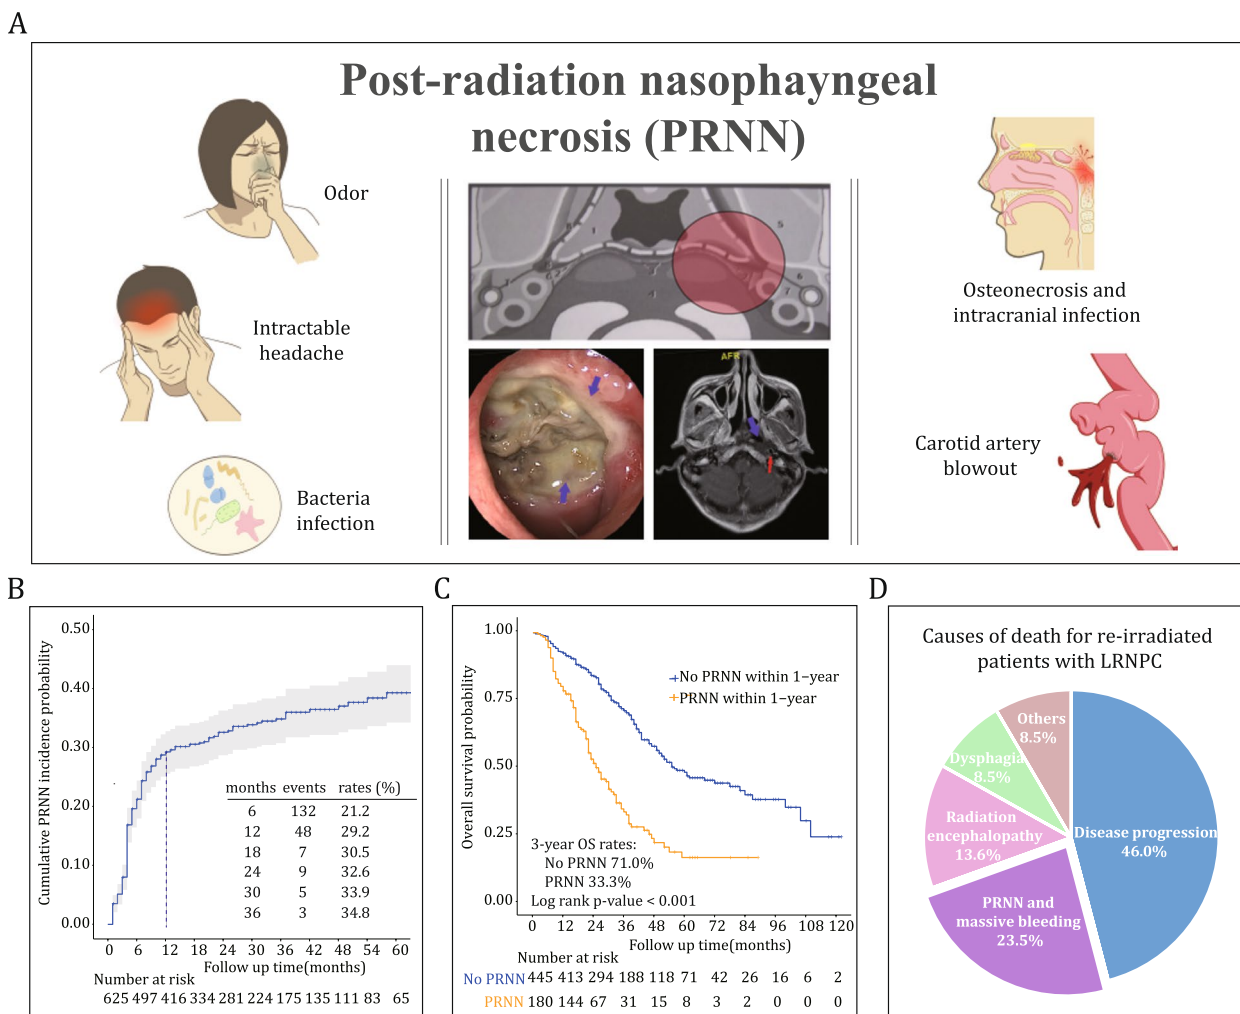 A
Post-radiation nasophayngeal
necrosis (PRNN)
Odor
Intractable
headache
Bacteria
infection
AFR
Osteonecrosis and
intracranial infection
Carotid artery
blowout
B
Cumulative PRNN incidence probability
0.50
0.40
0.30
0.20
0.10
0.00
months events rates (%)
6 132 21.2
12 48 29.2
18 7 30.5
24 9 32.6
30 5 33.9
36 3 34.8
0 6 12 18 24 30 36 42 48 54 60
Follow up time(months)
Number at risk
625 497 416 334 281 224 175 135 111 83 65
C
Overall survival probability
1.00
0.75
0.50
0.25
0.00
No PRNN within 1−year
PRNN within 1−year
3-year OS rates:
No PRNN 71.0%
PRNN 33.3%
Log rank p-value < 0.001
0 12 24 36 48 60 72 84 96 108 120
Follow up time(months)
Number at risk
No PRNN 445 413 294 188 118 71 42 26 16 6 2
PRNN 180 144 67 31 15 8 3 2 0 0 0
D
Causes of death for re-irradiated
patients with LRNPC
Others
8.5%
Dysphagia
8.5%
Radiation
encephalopathy
13.6%
Disease progression
46.0%
PRNN and
massive bleeding
23.5%